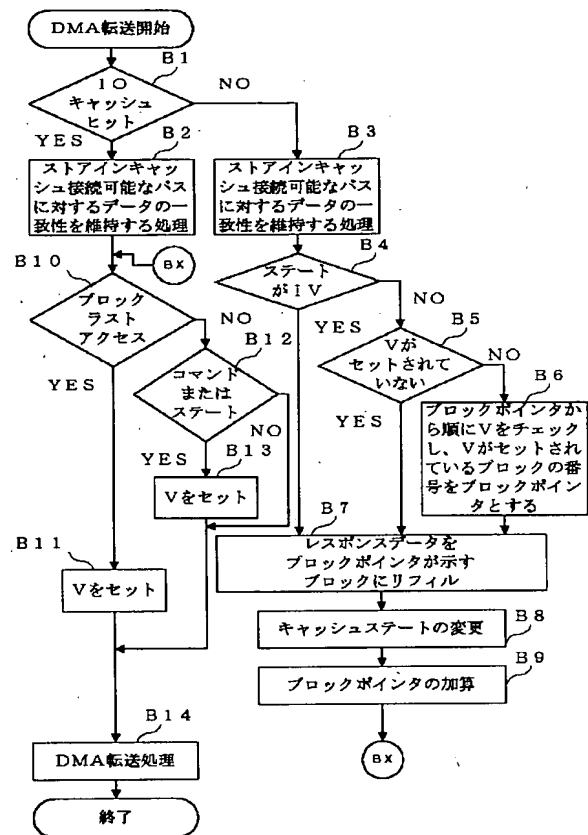 DMA転送開始
B1
IO
キャッシュ
ヒット
NO
YES
B2
B3
ストアインキャッ
シュ接続可能なバス
に対するデータの一
致性を維持する処理
ストアインキャッ
シュ接続可能なバス
に対するデータの一
致性を維持する処理
B4
BX
B10
ステート
がIV
NO
ブロック
ラスト
アクセス
NO
YES
B5
B12
Vが
セットされて
いない
NO
YES
コマンド
または
ステート
YES
B6
NO
ブロックポインタか
ら順にVをチェック
し、Vがセットされ
ているブロックの番
号をブロックポイン
タとする
YES
B13
Vをセット
B7
レスポンスデータを
ブロックポインタが示す
ブロックにリフィル
B11
Vをセット
キャッシュステートの変更
B8
ブロックポインタの加算
B9
B14
DMA転送処理
BX
終了